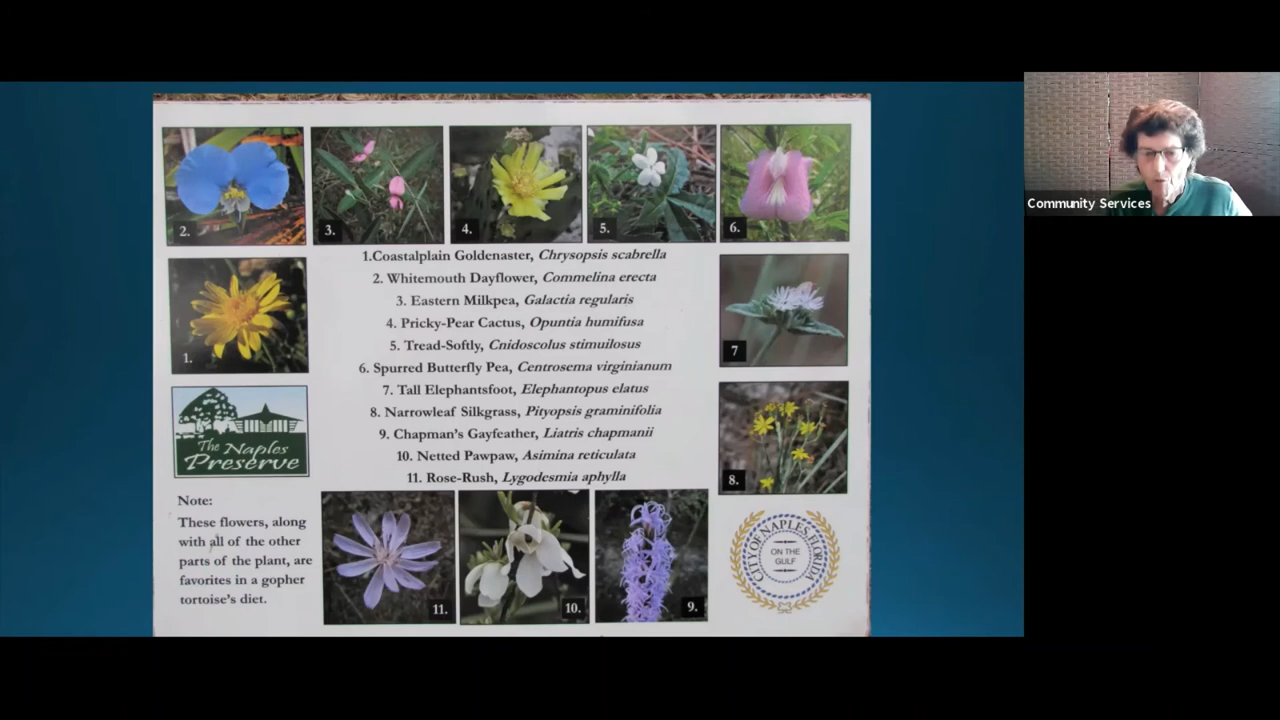 2.
3.
4.
5.
6.
1.Coastalplain Goldenaster, Chrysopsis scabrella
2. Whitemouth Dayflower, Commelina erecta
3. Eastern Milkpea, Galactia regularis
4. Pricky-Pear Cactus, Opuntia humifusa
5. Tread-Softly, Cnidoscolus stimuilosus
6. Spurred Butterfly Pea, Centrosema virginianum
7. Tall Elephantsfoot, Elephantopus elatus
8. Narrowleaf Silkgrass, Pityopsis graminifolia
9. Chapman's Gayfeather, Liatris chapmanii
10. Netted Pawpaw, Asimina reticulata
11. Rose-Rush, Lygodesmia aphylla
1.
7
8.
The Naples
Preserve
Note:
These flowers, along
with all of the other
parts of the plant, are
favorites in a gopher
tortoise's diet.
11.
10.
9.
CITY OF NAPLES, FLORIDA
ON THE
GULF
Community Services